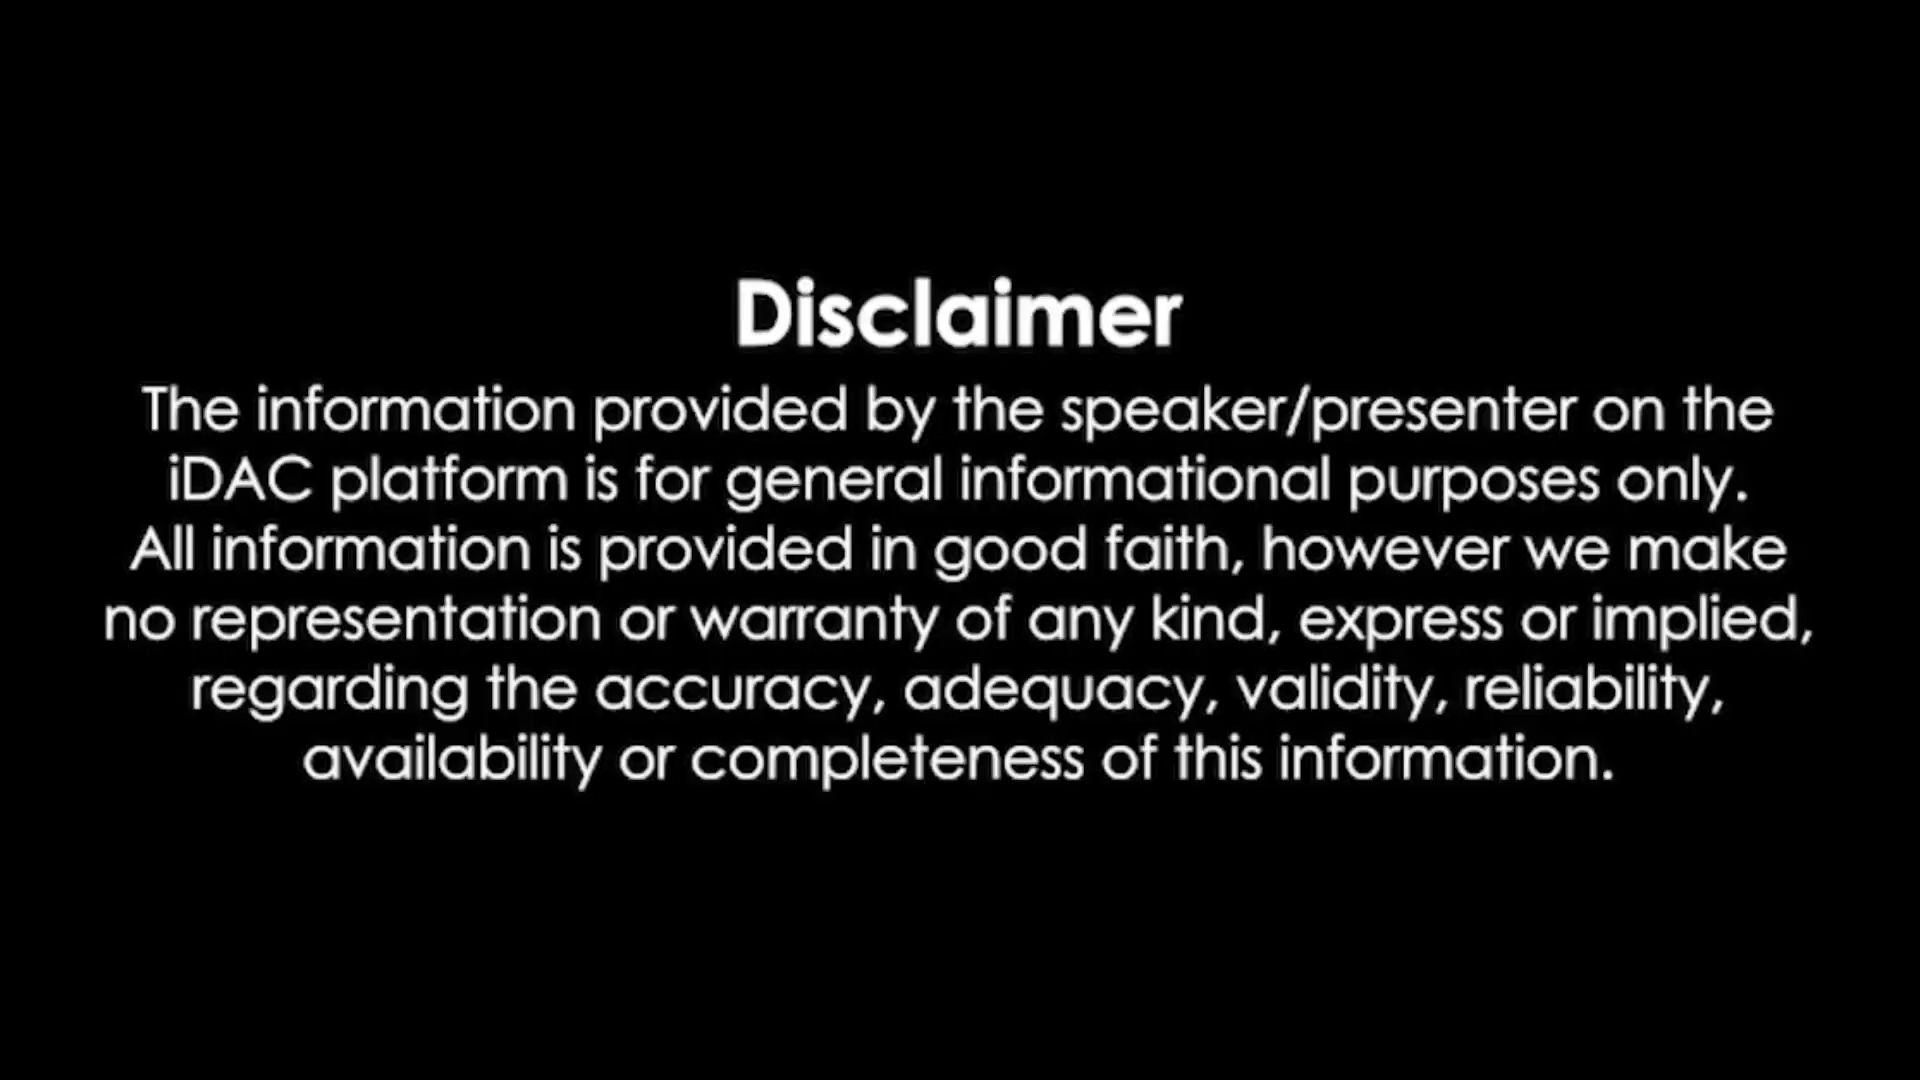 Disclaimer
The information provided by the speaker/presenter on the
iDAC platform is for general informational purposes only.
All information is provided in good faith, however we make
no representation or warranty of any kind, express or implied,
regarding the accuracy, adequacy, validity, reliability,
availability or completeness of this information.